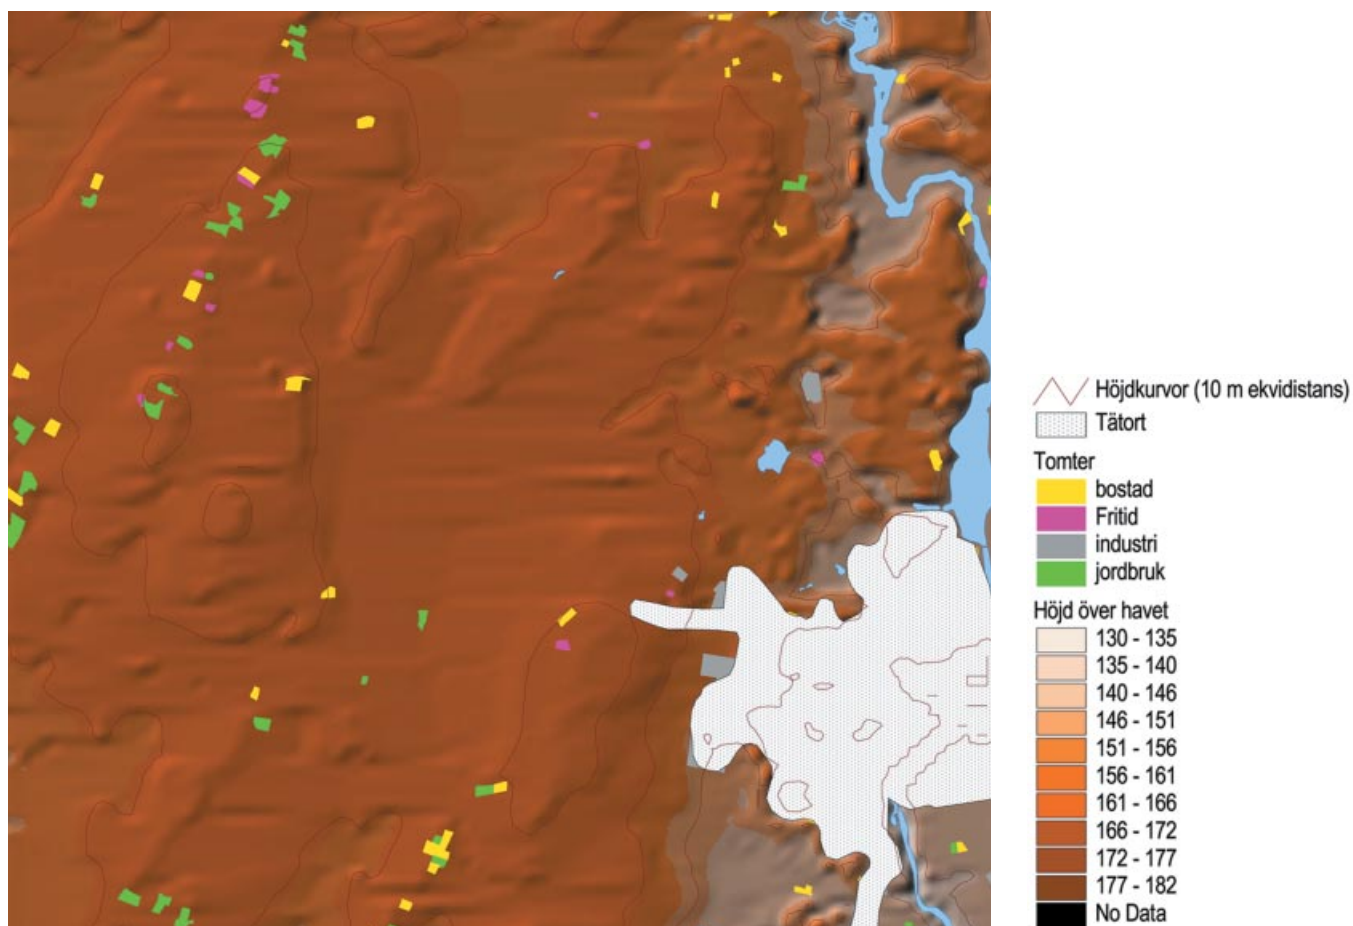 Höjdkurvor (10 m ekvidistans)
Tätort
Tomter
bostad
Fritid
industri
jordbruk
Höjd över havet
130 - 135
135 - 140
140 - 146
146 - 151
151 - 156
156 - 161
161 - 166
166 - 172
172 - 177
177 - 182
No Data